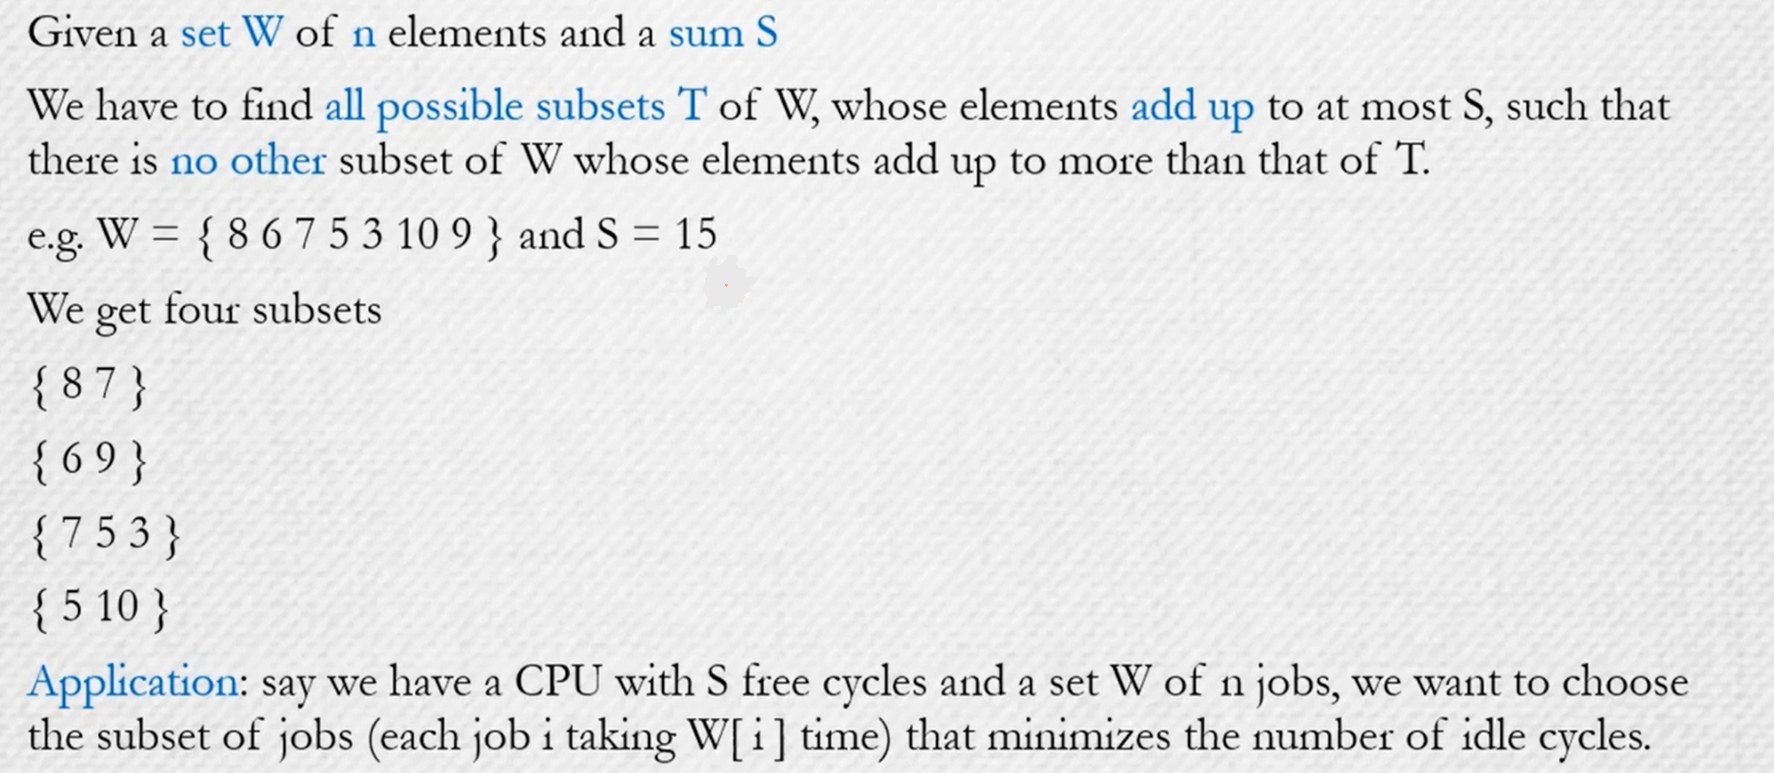 Given a set W of n elements and a sum S
We have to find all possible subsets T of W, whose elements add up to at most S, such that
there is no other subset of W whose elements add up to more than that of T.
e.g. W = { 8 6 7 5 3 10 9 } and S = 15
We get four subsets
{ 8 7 }
{ 6 9 }
{ 7 5 3 }
{ 5 10 }
Application: say we have a CPU with S free cycles and a set W of n jobs, we want to choose
the subset of jobs (each job i taking W[ i ] time) that minimizes the number of idle cycles.